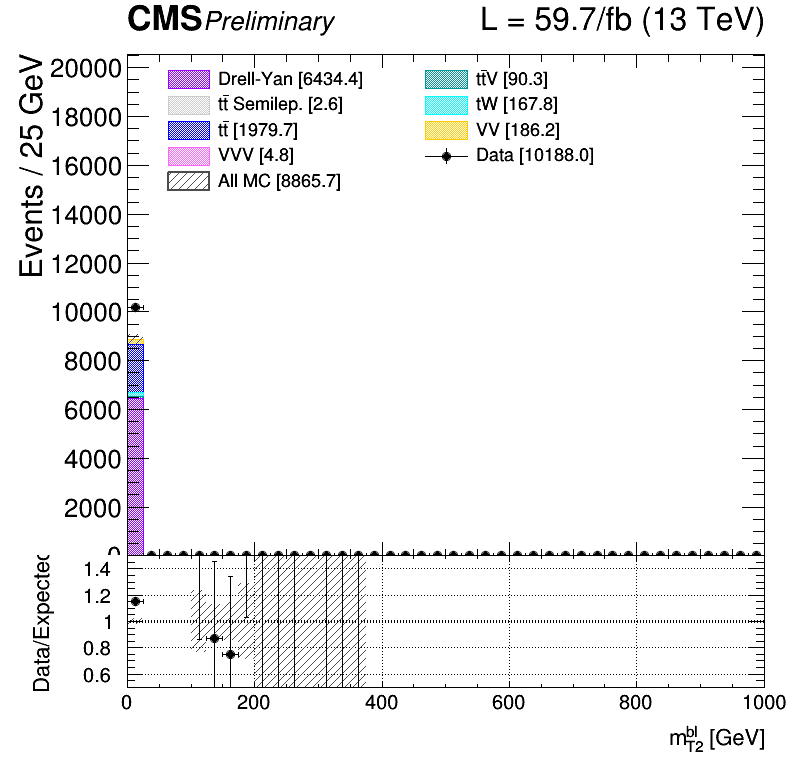 CMS Preliminary L = 59.7/fb (13 TeV)
Events / 25 GeV
20000
18000
16000
14000
12000
10000
8000
6000
4000
2000
0
Drell-Yan [6434.4]
tt̄ Semilep. [2.6]
tt̄ [1979.7]
VVV [4.8]
All MC [8865.7]
tt̄V [90.3]
tW [167.8]
VV [186.2]
Data [10188.0]
Data/Expected
1.4
1.2
1
0.8
0.6
0 200 400 600 800 1000
m_T2^bl [GeV]